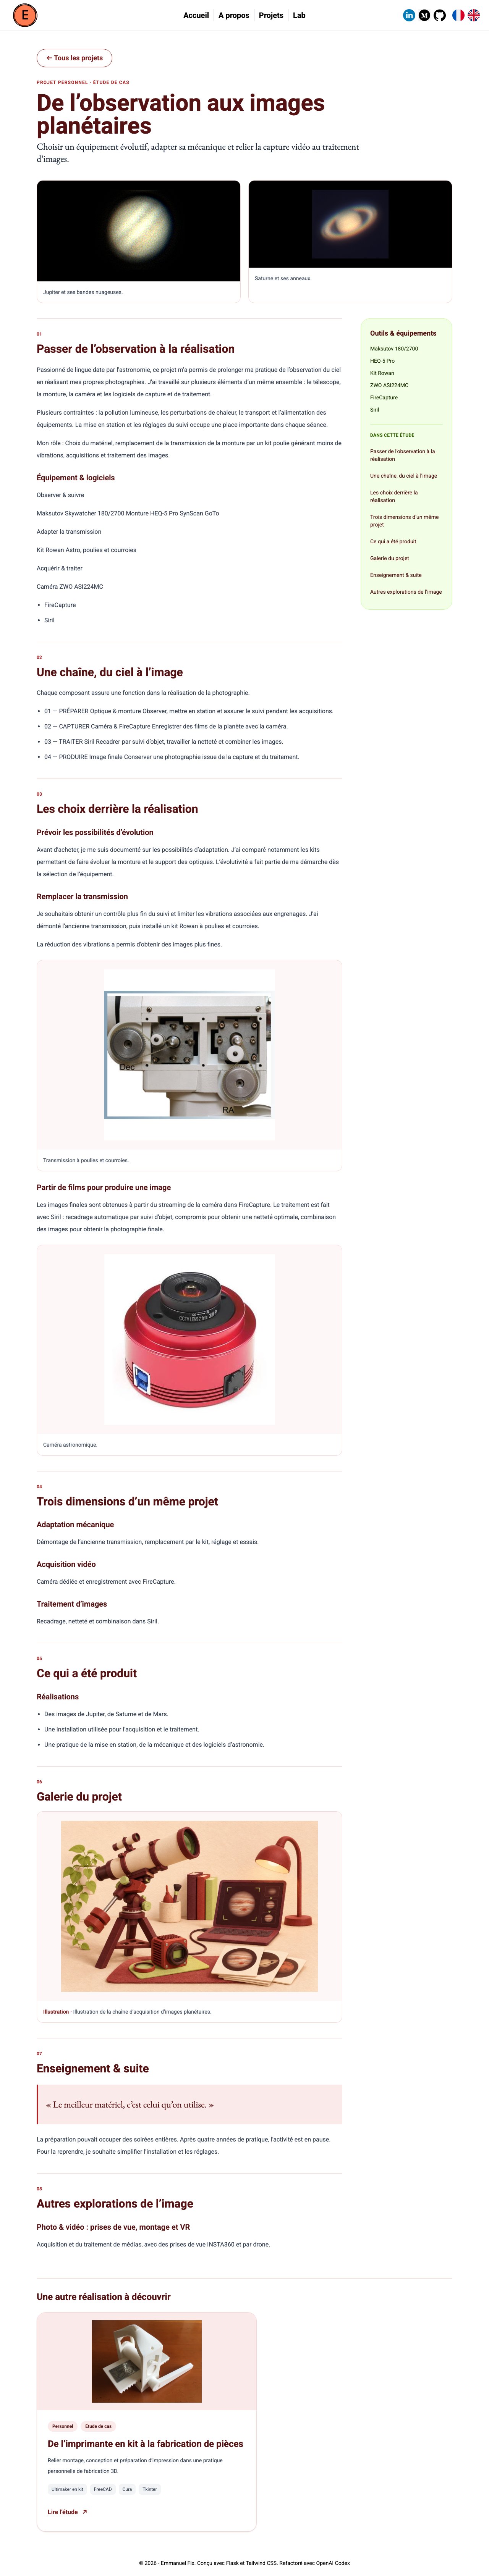 E
Accueil
A propos
Projets
Lab
in
M
← Tous les projets
PROJET PERSONNEL · ÉTUDE DE CAS
De l’observation aux images
planétaires
Choisir un équipement évolutif, adapter sa mécanique et relier la capture vidéo au traitement
d’images.
Jupiter et ses bandes nuageuses.
Saturne et ses anneaux.
01
Passer de l’observation à la réalisation
Passionné de lingue date par l’astronomie, ce projet m’a permis de prolonger ma pratique de l’observation du ciel
en réalisant mes propres photographies. J’ai travaillé sur plusieurs éléments d’un même ensemble : le télescope,
la monture, la caméra et les logiciels de capture et de traitement.
Plusieurs contraintes : la pollution lumineuse, les perturbations de chaleur, le transport et l’alimentation des
équipements. La mise en station et les réglages du suivi occupe une place importante dans chaque séance.
Mon rôle : Choix du matériel, remplacement de la transmission de la monture par un kit poulie générant moins de
vibrations, acquisitions et traitement des images.
Équipement & logiciels
Observer & suivre
Maksutov Skywatcher 180/2700 Monture HEQ-5 Pro SynScan GoTo
Adapter la transmission
Kit Rowan Astro, poulies et courroies
Acquérir & traiter
Caméra ZWO ASI224MC
• FireCapture
• Siril
Outils & équipements
Maksutov 180/2700
HEQ-5 Pro
Kit Rowan
ZWO ASI224MC
FireCapture
Siril
DANS CETTE ÉTUDE
Passer de l’observation à la
réalisation
Une chaîne, du ciel à l’image
Les choix derrière la
réalisation
Trois dimensions d’un même
projet
Ce qui a été produit
Galerie du projet
Enseignement & suite
Autres explorations de l’image
02
Une chaîne, du ciel à l’image
Chaque composant assure une fonction dans la réalisation de la photographie.
• 01 — PRÉPARER Optique & monture Observer, mettre en station et assurer le suivi pendant les acquisitions.
• 02 — CAPTURER Caméra & FireCapture Enregistrer des films de la planète avec la caméra.
• 03 — TRAITER Siril Recadrer par suivi d’objet, travailler la netteté et combiner les images.
• 04 — PRODUIRE Image finale Conserver une photographie issue de la capture et du traitement.
03
Les choix derrière la réalisation
Prévoir les possibilités d’évolution
Avant d’acheter, je me suis documenté sur les possibilités d’adaptation. J’ai comparé notamment les kits
permettant de faire évoluer la monture et le support des optiques. L’évolutivité a fait partie de ma démarche dès
la sélection de l’équipement.
Remplacer la transmission
Je souhaitais obtenir un contrôle plus fin du suivi et limiter les vibrations associées aux engrenages. J’ai
démonté l’ancienne transmission, puis installé un kit Rowan à poulies et courroies.
La réduction des vibrations a permis d’obtenir des images plus fines.
Dec
RA
Transmission à poulies et courroies.
Partir de films pour produire une image
Les images finales sont obtenues à partir du streaming de la caméra dans FireCapture. Le traitement est fait
avec Siril : recadrage automatique par suivi d’objet, compromis pour obtenir une netteté optimale, combinaison
des images pour obtenir la photographie finale.
Caméra astronomique.
04
Trois dimensions d’un même projet
Adaptation mécanique
Démontage de l’ancienne transmission, remplacement par le kit, réglage et essais.
Acquisition vidéo
Caméra dédiée et enregistrement avec FireCapture.
Traitement d’images
Recadrage, netteté et combinaison dans Siril.
05
Ce qui a été produit
Réalisations
• Des images de Jupiter, de Saturne et de Mars.
• Une installation utilisée pour l’acquisition et le traitement.
• Une pratique de la mise en station, de la mécanique et des logiciels d’astronomie.
06
Galerie du projet
Illustration · Illustration de la chaîne d’acquisition d’images planétaires.
07
Enseignement & suite
« Le meilleur matériel, c’est celui qu’on utilise. »
La préparation pouvait occuper des soirées entières. Après quatre années de pratique, l’activité est en pause.
Pour la reprendre, je souhaite simplifier l’installation et les réglages.
08
Autres explorations de l’image
Photo & vidéo : prises de vue, montage et VR
Acquisition et du traitement de médias, avec des prises de vue INSTA360 et par drone.
Une autre réalisation à découvrir
Personnel
Étude de cas
De l’imprimante en kit à la fabrication de pièces
Relier montage, conception et préparation d’impression dans une pratique
personnelle de fabrication 3D.
Ultimaker en kit
FreeCAD
Cura
Tkinter
Lire l’étude ↗
© 2026 - Emmanuel Fix. Conçu avec Flask et Tailwind CSS. Refactoré avec OpenAI Codex